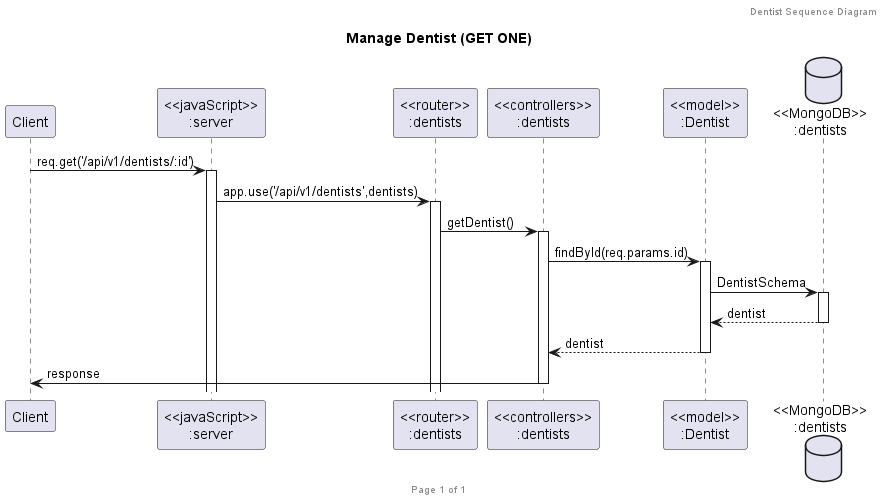 Dentist Sequence Diagram
Manage Dentist (GET ONE)
Client
<<javaScript>>
:server
<<router>>
:dentists
<<controllers>>
:dentists
<<model>>
:Dentist
<<MongoDB>>
:dentists
req.get('/api/v1/dentists/:id')
app.use('/api/v1/dentists',dentists)
getDentist()
findById(req.params.id)
DentistSchema
dentist
dentist
response
Client
<<javaScript>>
:server
<<router>>
:dentists
<<controllers>>
:dentists
<<model>>
:Dentist
<<MongoDB>>
:dentists
Page 1 of 1